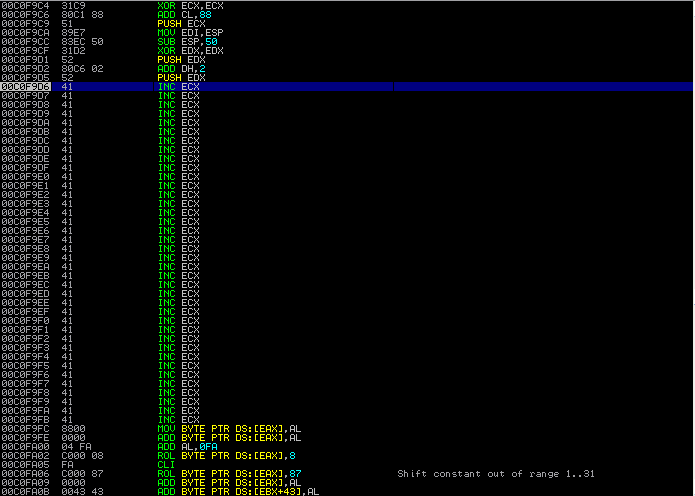 00C0F9C4 31C9 XOR ECX,ECX
00C0F9C6 80C1 88 ADD CL,88
00C0F9C9 51 PUSH ECX
00C0F9CA 89E7 MOV EDI,ESP
00C0F9CC 83EC 50 SUB ESP,50
00C0F9CF 31D2 XOR EDX,EDX
00C0F9D1 52 PUSH EDX
00C0F9D2 80C6 02 ADD DH,2
00C0F9D5 52 PUSH EDX
00C0F9D6 41 INC ECX
00C0F9D7 41 INC ECX
00C0F9D8 41 INC ECX
00C0F9D9 41 INC ECX
00C0F9DA 41 INC ECX
00C0F9DB 41 INC ECX
00C0F9DC 41 INC ECX
00C0F9DD 41 INC ECX
00C0F9DE 41 INC ECX
00C0F9DF 41 INC ECX
00C0F9E0 41 INC ECX
00C0F9E1 41 INC ECX
00C0F9E2 41 INC ECX
00C0F9E3 41 INC ECX
00C0F9E4 41 INC ECX
00C0F9E5 41 INC ECX
00C0F9E6 41 INC ECX
00C0F9E7 41 INC ECX
00C0F9E8 41 INC ECX
00C0F9E9 41 INC ECX
00C0F9EA 41 INC ECX
00C0F9EB 41 INC ECX
00C0F9EC 41 INC ECX
00C0F9ED 41 INC ECX
00C0F9EE 41 INC ECX
00C0F9EF 41 INC ECX
00C0F9F0 41 INC ECX
00C0F9F1 41 INC ECX
00C0F9F2 41 INC ECX
00C0F9F3 41 INC ECX
00C0F9F4 41 INC ECX
00C0F9F5 41 INC ECX
00C0F9F6 41 INC ECX
00C0F9F7 41 INC ECX
00C0F9F8 41 INC ECX
00C0F9F9 41 INC ECX
00C0F9FA 41 INC ECX
00C0F9FB 41 INC ECX
00C0F9FC 8800 MOV BYTE PTR DS:[EAX],AL
00C0F9FE 0000 ADD BYTE PTR DS:[EAX],AL
00C0FA00 04 FA ADD AL,0FA
00C0FA02 C000 08 ROL BYTE PTR DS:[EAX],8
00C0FA05 FA CLI
00C0FA06 C000 87 ROL BYTE PTR DS:[EAX],87 Shift constant out of range 1..31
00C0FA09 0000 ADD BYTE PTR DS:[EAX],AL
00C0FA0B 0043 43 ADD BYTE PTR DS:[EBX+43],AL